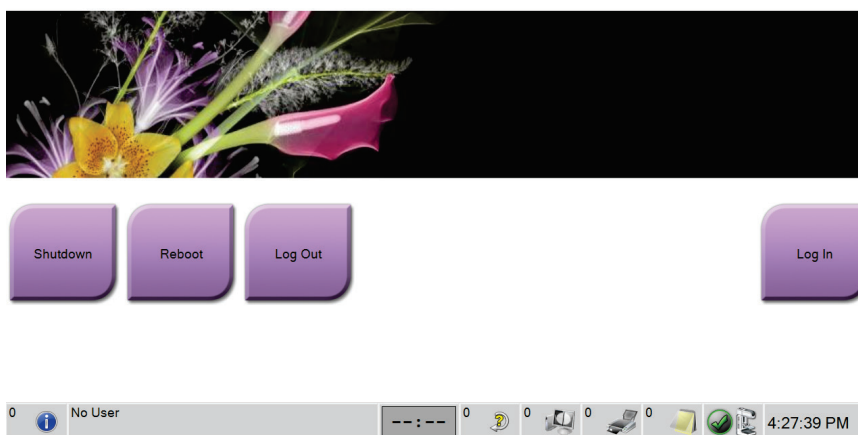 Shutdown
Reboot
Log Out
Log In
0
No User
--:--
0
0
0
0
4:27:39 PM